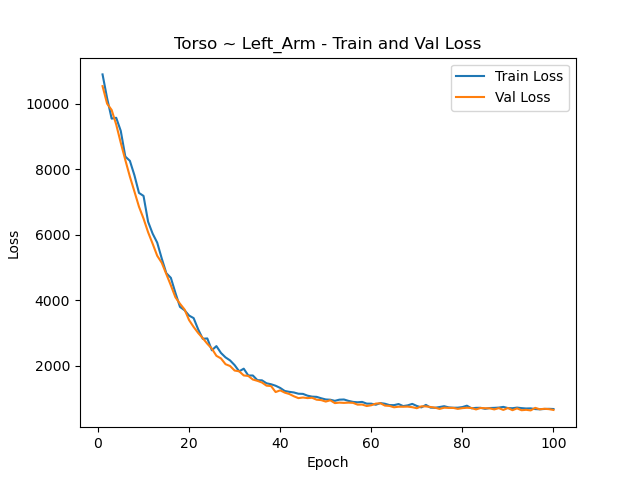 Torso ~ Left_Arm - Train and Val Loss
Train Loss
Val Loss
10000
8000
6000
4000
2000
Loss
0 20 40 60 80 100
Epoch